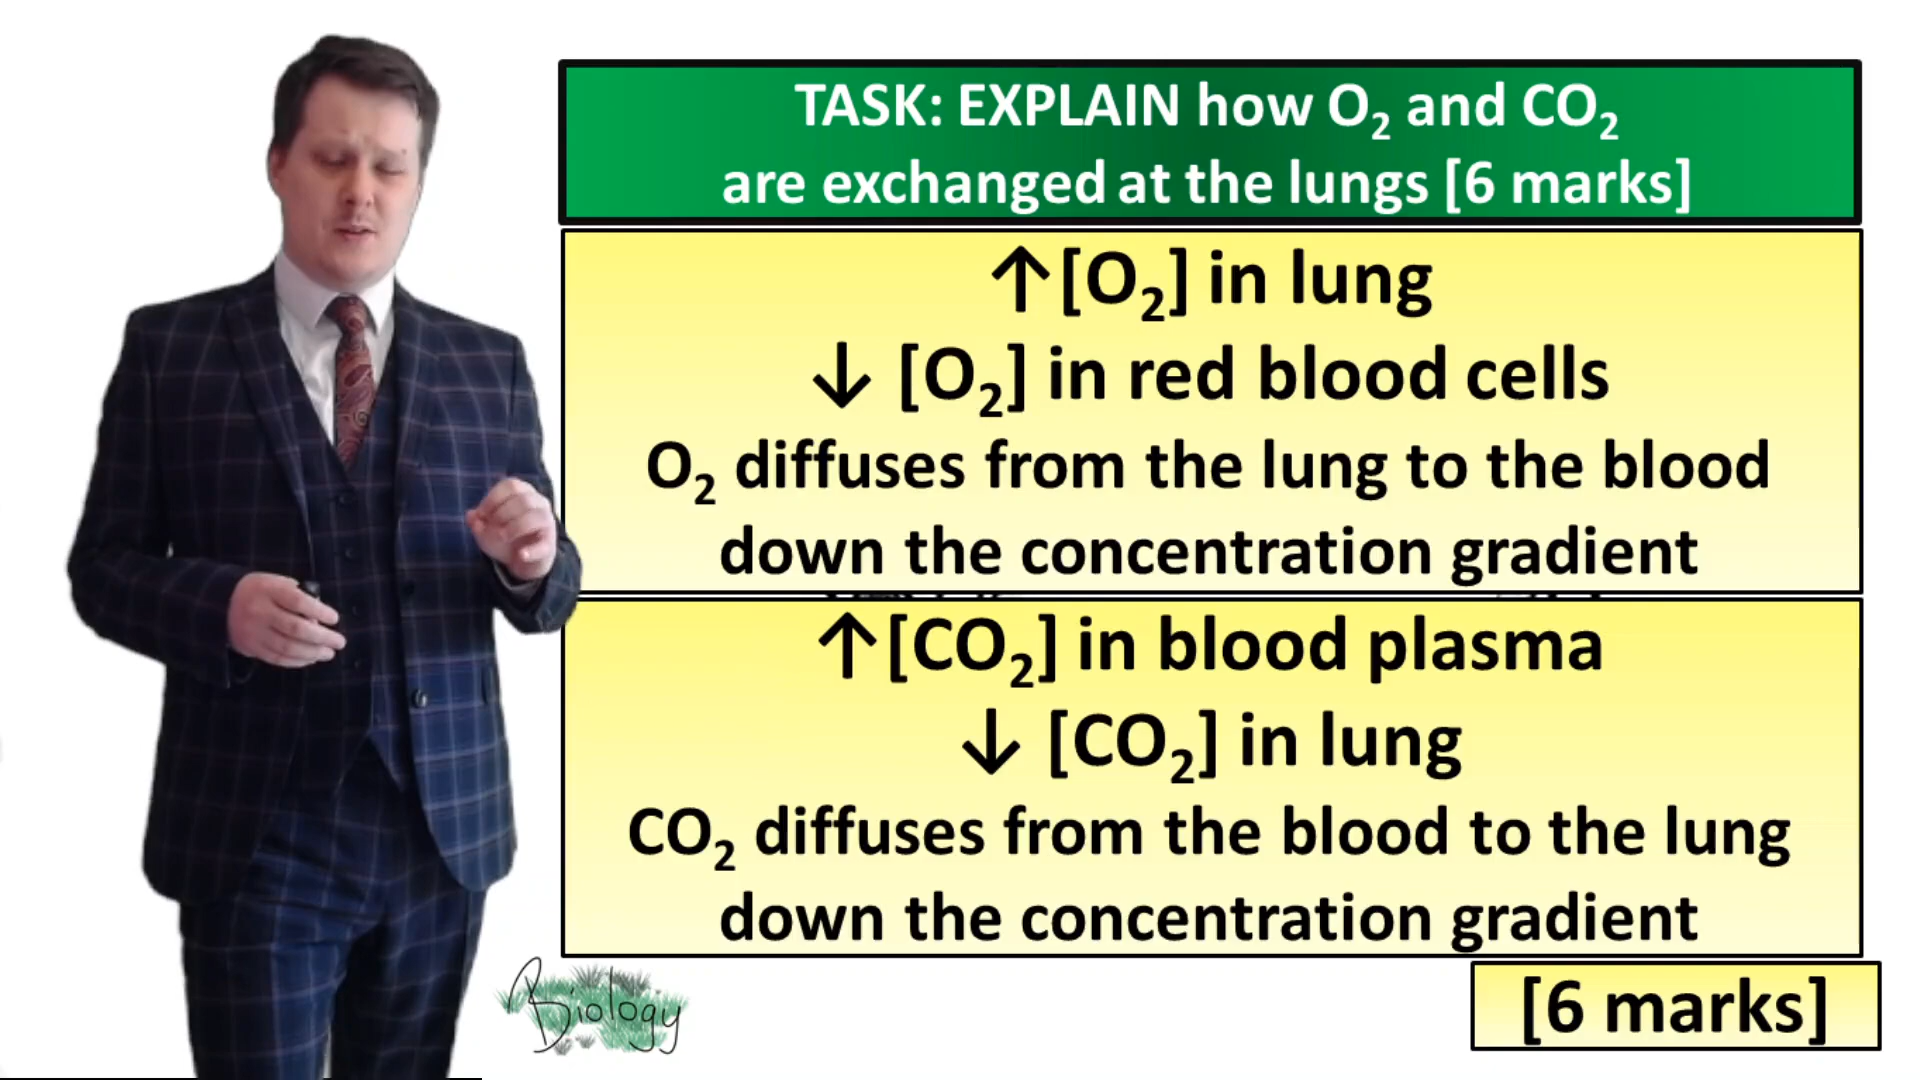 TASK: EXPLAIN how O₂ and CO₂
are exchanged at the lungs [6 marks]
↑[O₂] in lung
↓ [O₂] in red blood cells
O₂ diffuses from the lung to the blood
down the concentration gradient
↑[CO₂] in blood plasma
↓ [CO₂] in lung
CO₂ diffuses from the blood to the lung
down the concentration gradient
[6 marks]
Biology